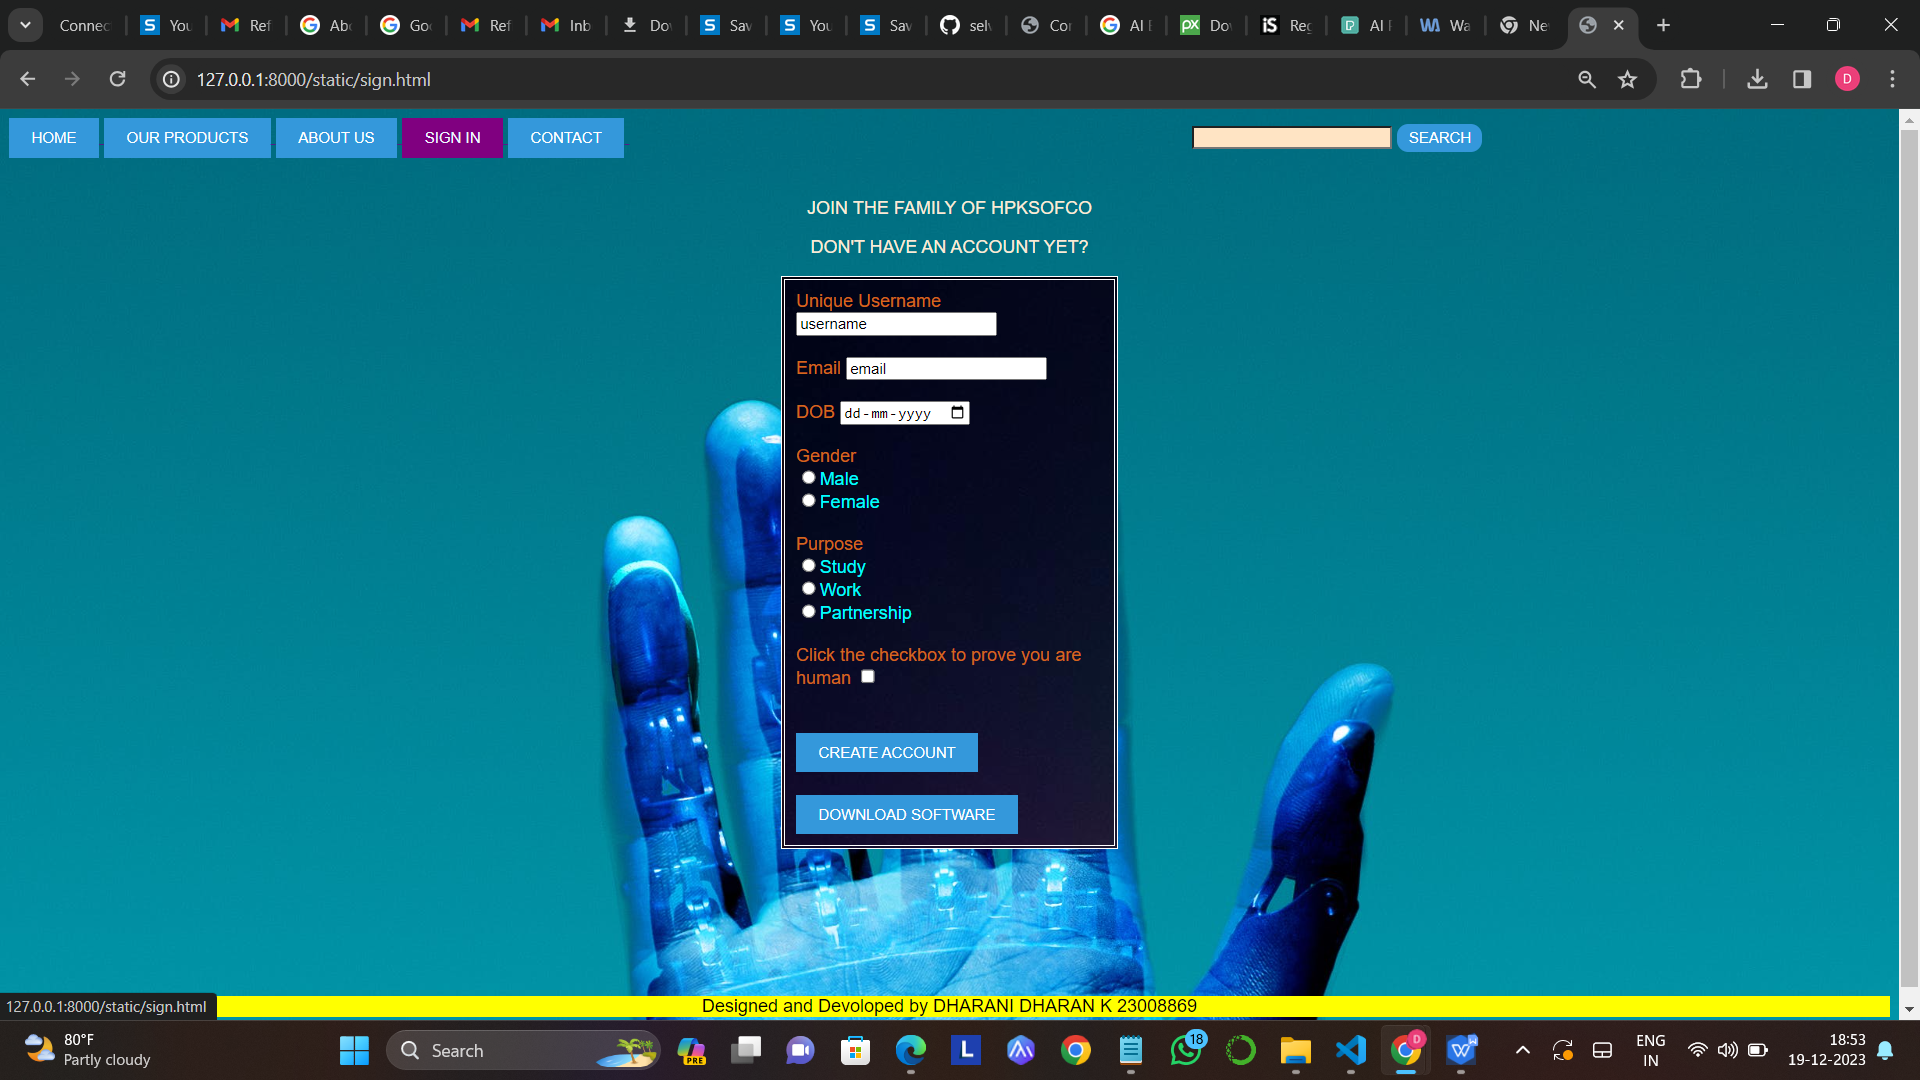 Connec You Ref Abo Goo Ref Inb Dov Sav You Sav selv Cor AI I Dov Reg AI F Wa Nev
127.0.0.1:8000/static/sign.html
HOME OUR PRODUCTS ABOUT US SIGN IN CONTACT SEARCH
JOIN THE FAMILY OF HPKSOFCO
DON'T HAVE AN ACCOUNT YET?
Unique Username
username
Email email
DOB dd-mm-yyyy
Gender
Male
Female
Purpose
Study
Work
Partnership
Click the checkbox to prove you are
human
CREATE ACCOUNT
DOWNLOAD SOFTWARE
127.0.0.1:8000/static/sign.html
Designed and Devoloped by DHARANI DHARAN K 23008869
80°F
Partly cloudy
Search
PRE
18
D
ENG
IN
18:53
19-12-2023